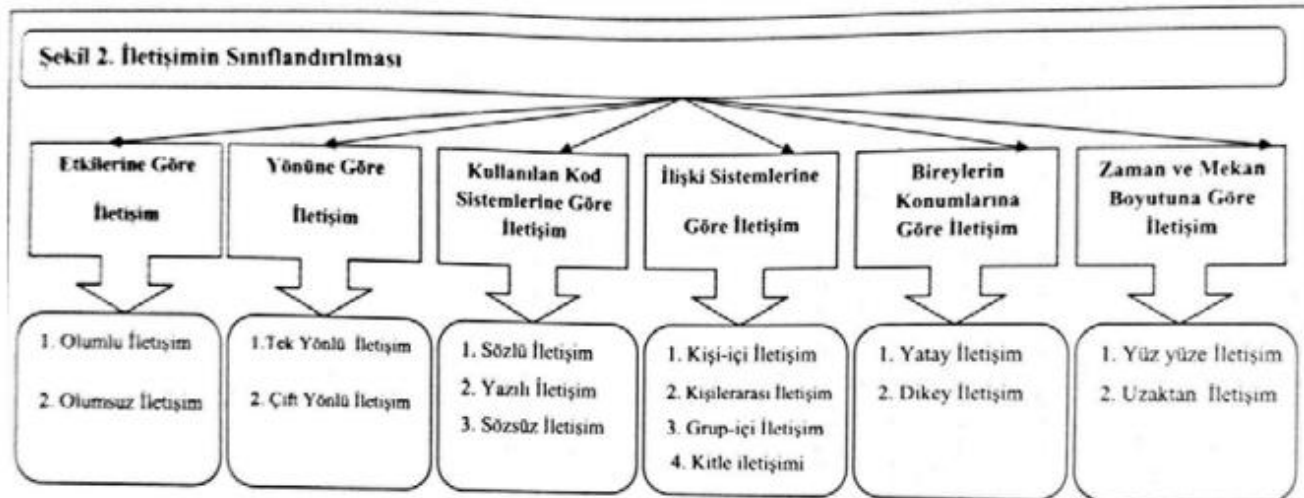 Şekil 2. İletişimin Sınıflandırılması
Etkilerine Göre
İletişim
Yönüne Göre
İletişim
Kullanılan Kod
Sistemlerine Göre
İletişim
İlişki Sistemlerine
Göre İletişim
Bireylerin
Konumlarına
Göre İletişim
Zaman ve Mekan
Boyutuna Göre
İletişim
1. Olumlu İletişim
2. Olumsuz İletişim
1.Tek Yönlü İletişim
2. Çift Yönlü İletişim
1. Sözlü İletişim
2. Yazılı İletişim
3. Sözsüz İletişim
1. Kişi-içi İletişim
2. Kişilerarası İletişim
3. Grup-içi İletişim
4. Kitle iletişimi
1. Yatay İletişim
2. Dikey İletişim
1. Yüz yüze İletişim
2. Uzaktan İletişim